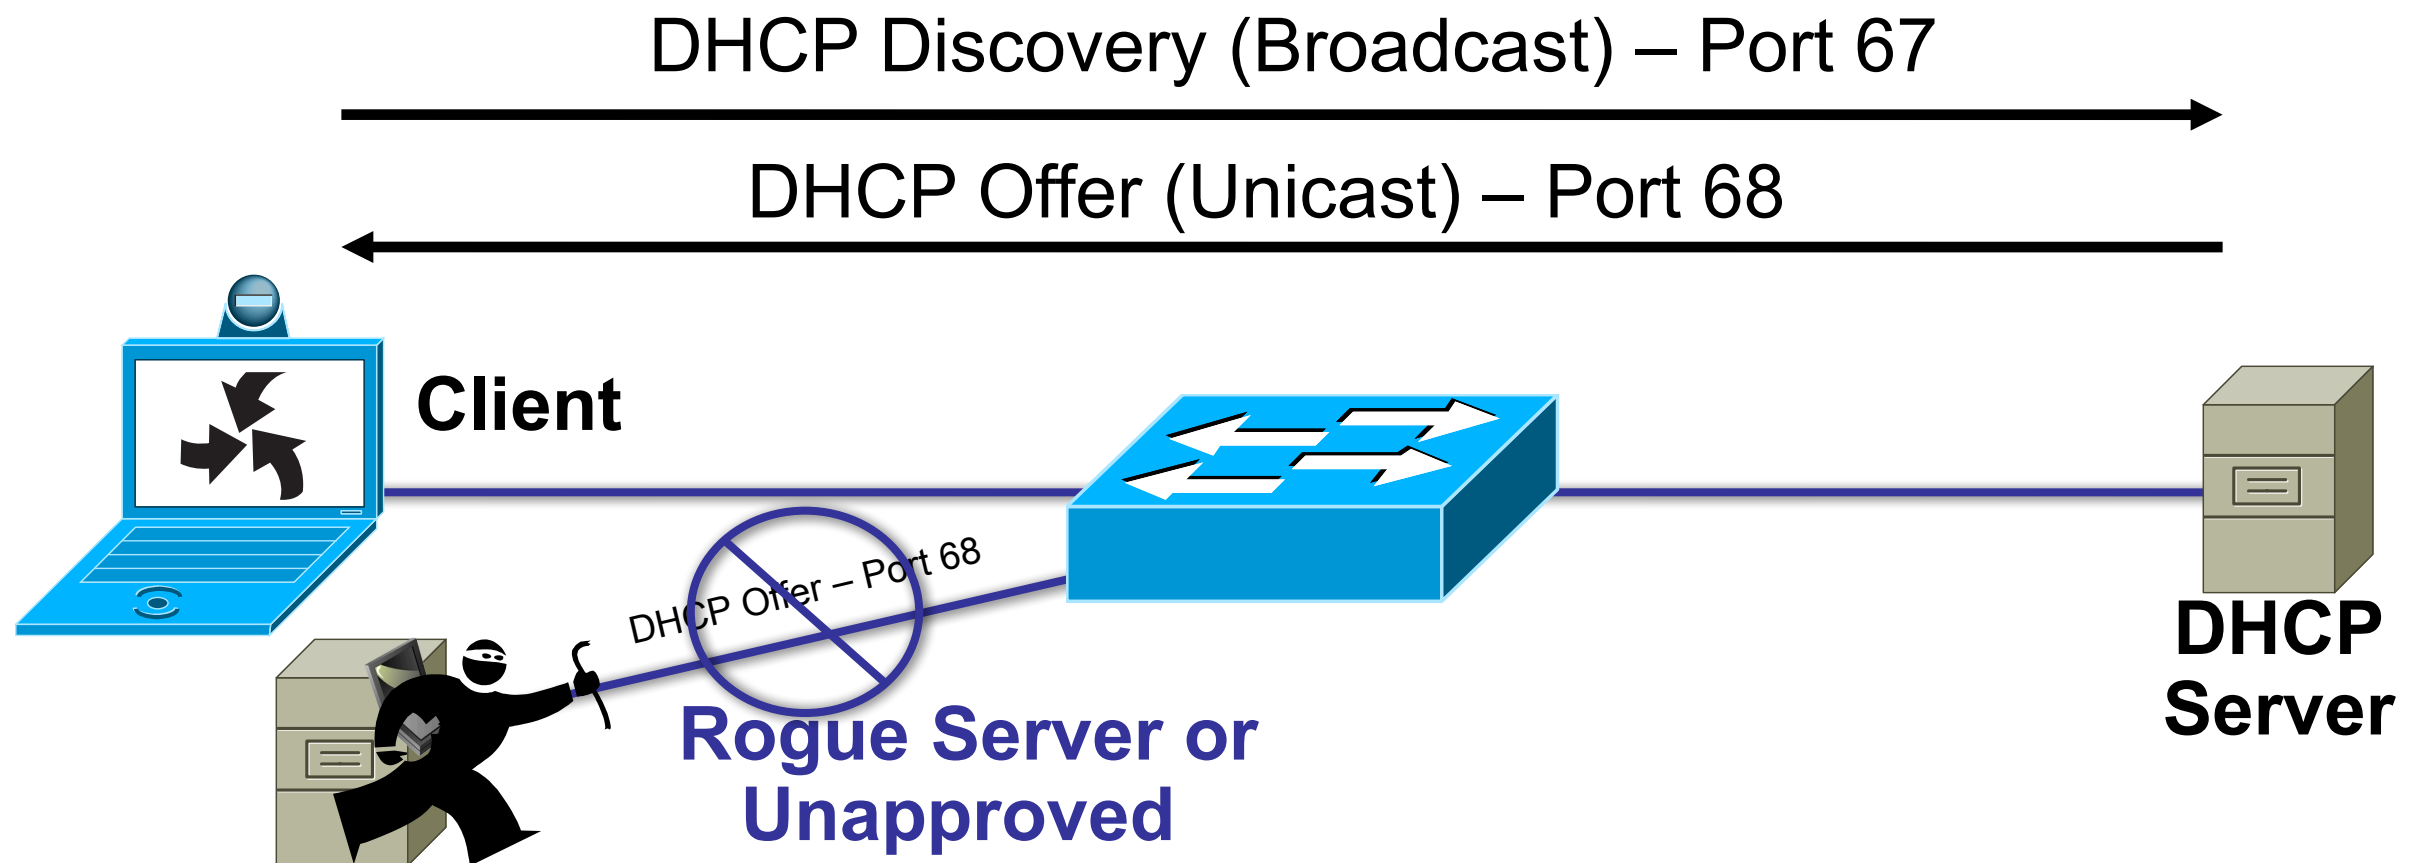 DHCP Discovery (Broadcast) – Port 67
DHCP Offer (Unicast) – Port 68
Client
DHCP Offer – Port 68
DHCP
Server
Rogue Server or
Unapproved